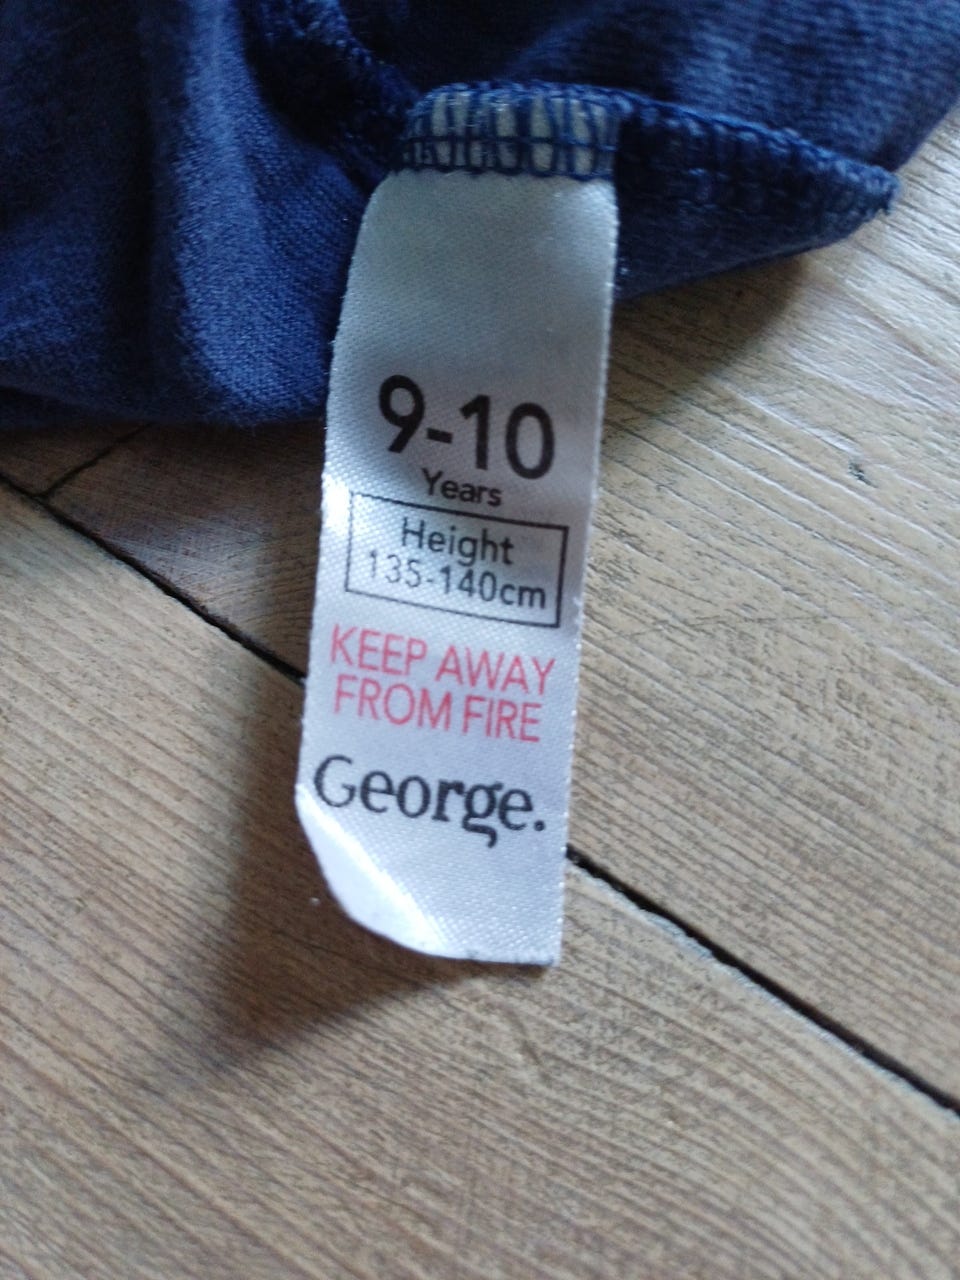 9-10
Years
Height
135-140cm
KEEP AWAY
FROM FIRE
George.